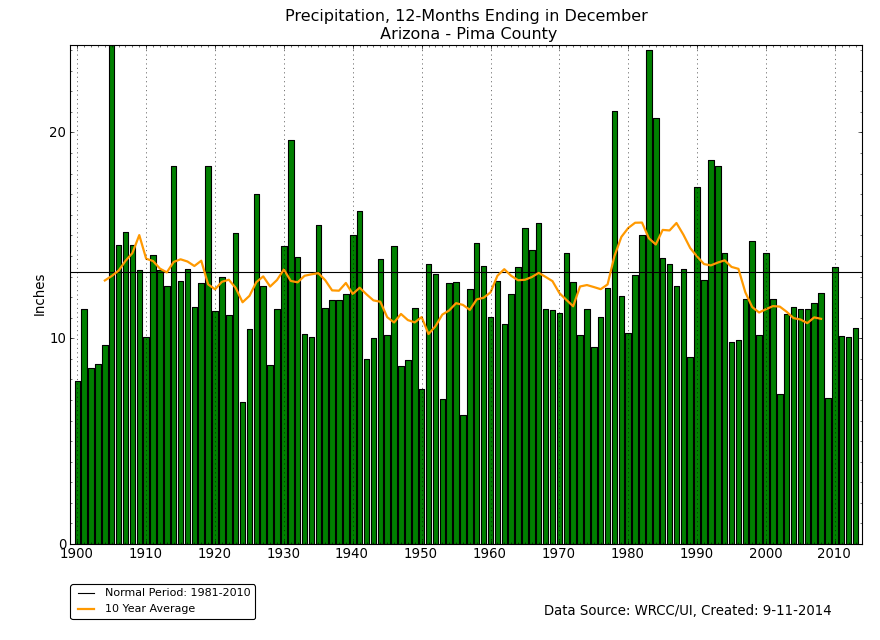 Precipitation, 12-Months Ending in December
Arizona - Pima County
20
10
0
Inches
1900 1910 1920 1930 1940 1950 1960 1970 1980 1990 2000 2010
Normal Period: 1981-2010
10 Year Average
Data Source: WRCC/UI, Created: 9-11-2014